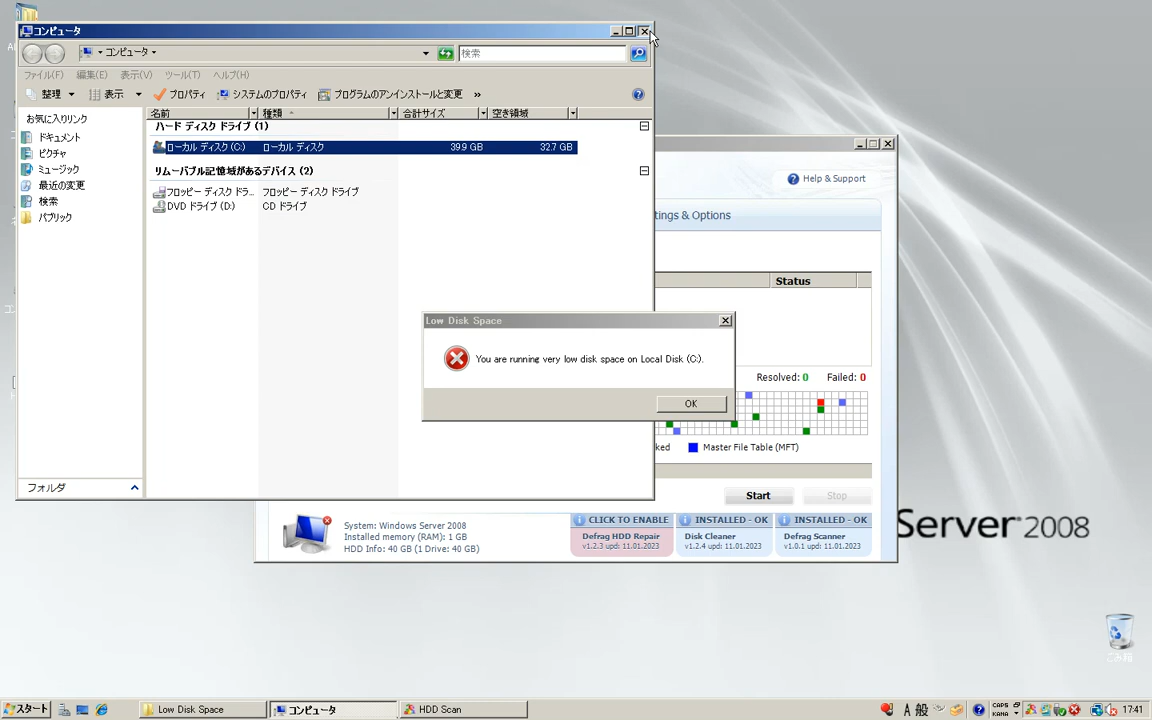 コンピュータ
コンピュータ
検索
ファイル(F) 編集(E) 表示(V) ツール(T) ヘルプ(H)
整理 表示 プロパティ システムのプロパティ プログラムのアンインストールと変更 »
お気に入りリンク
ドキュメント
ピクチャ
ミュージック
最近の変更
検索
パブリック
フォルダ
名前 種類 合計サイズ 空き領域
ハード ディスク ドライブ (1)
ローカル ディスク (C:) ローカル ディスク 39.9 GB 32.7 GB
リムーバブル記憶域があるデバイス (2)
フロッピー ディスク ドラ... フロッピー ディスク ドライブ
DVD ドライブ (D:) CD ドライブ
Help & Support
tings & Options
Status
Low Disk Space
You are running very low disk space on Local Disk (C:).
OK
Resolved: 0 Failed: 0
ked Master File Table (MFT)
Start Stop
System: Windows Server 2008
Installed memory (RAM): 1 GB
HDD Info: 40 GB (1 Drive: 40 GB)
CLICK TO ENABLE
Defrag HDD Repair
v1.2.3 upd: 11.01.2023
INSTALLED - OK
Disk Cleaner
v1.2.4 upd: 11.01.2023
INSTALLED - OK
Defrag Scanner
v1.0.1 upd: 11.01.2023
Server 2008
ごみ箱
スタート Low Disk Space コンピュータ HDD Scan A 般 CAPS KANA 17:41